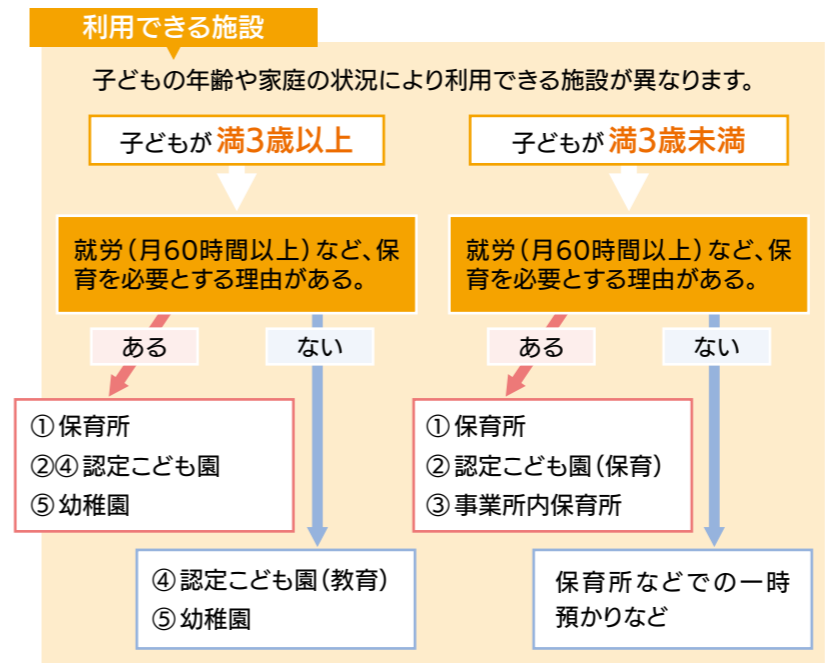 利用できる施設
子どもの年齢や家庭の状況により利用できる施設が異なります。
子どもが満3歳以上
就労(月60時間以上)など、保
育を必要とする理由がある。
ある
ない
①保育所
②④認定こども園
⑤幼稚園
④認定こども園(教育)
⑤幼稚園
子どもが満3歳未満
就労(月60時間以上)など、保
育を必要とする理由がある。
ある
ない
①保育所
②認定こども園(保育)
③事業所内保育所
保育所などでの一時
預かりなど